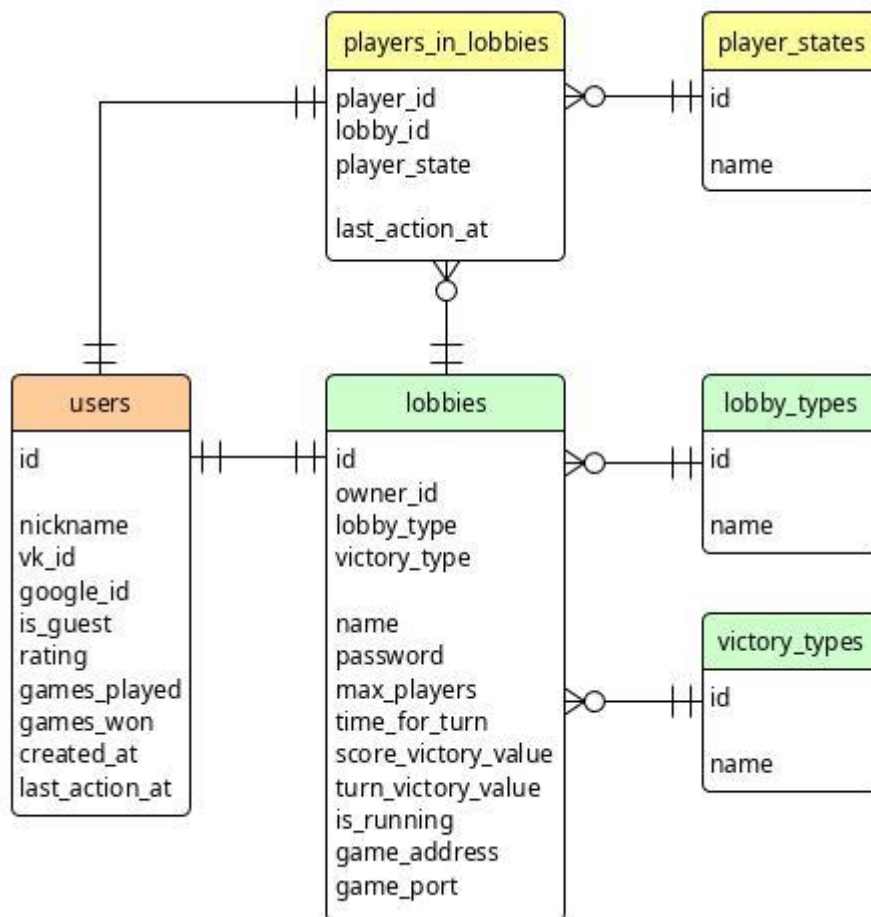 players_in_lobbies
player_id
lobby_id
player_state
last_action_at
player_states
id
name
users
id
nickname
vk_id
google_id
is_guest
rating
games_played
games_won
created_at
last_action_at
lobbies
id
owner_id
lobby_type
victory_type
name
password
max_players
time_for_turn
score_victory_value
turn_victory_value
is_running
game_address
game_port
lobby_types
id
name
victory_types
id
name